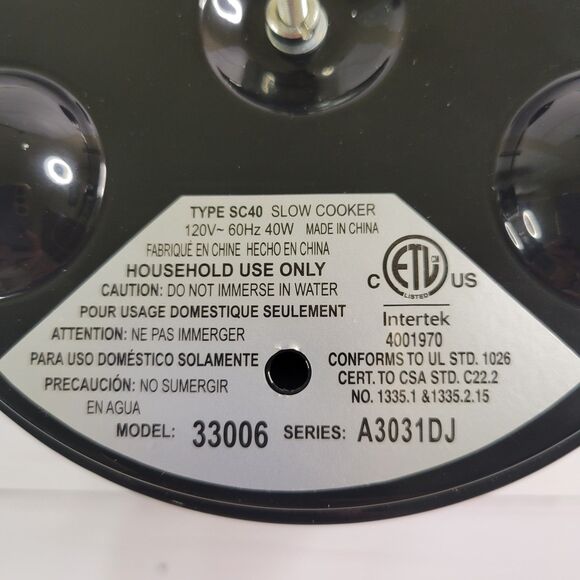 TYPE SC40 SLOW COOKER
120V~ 60Hz 40W MADE IN CHINA
FABRIQUÉ EN CHINE HECHO EN CHINA
HOUSEHOLD USE ONLY
CAUTION: DO NOT IMMERSE IN WATER
POUR USAGE DOMESTIQUE SEULEMENT
ATTENTION: NE PAS IMMERGER
PARA USO DOMÉSTICO SOLAMENTE
PRECAUCIÓN: NO SUMERGIR
EN AGUA
C ETL CM US
LISTED
Intertek
4001970
CONFORMS TO UL STD. 1026
CERT. TO CSA STD. C22.2
NO. 1335.1 &1335.2.15
MODEL: 33006 SERIES: A3031DJ